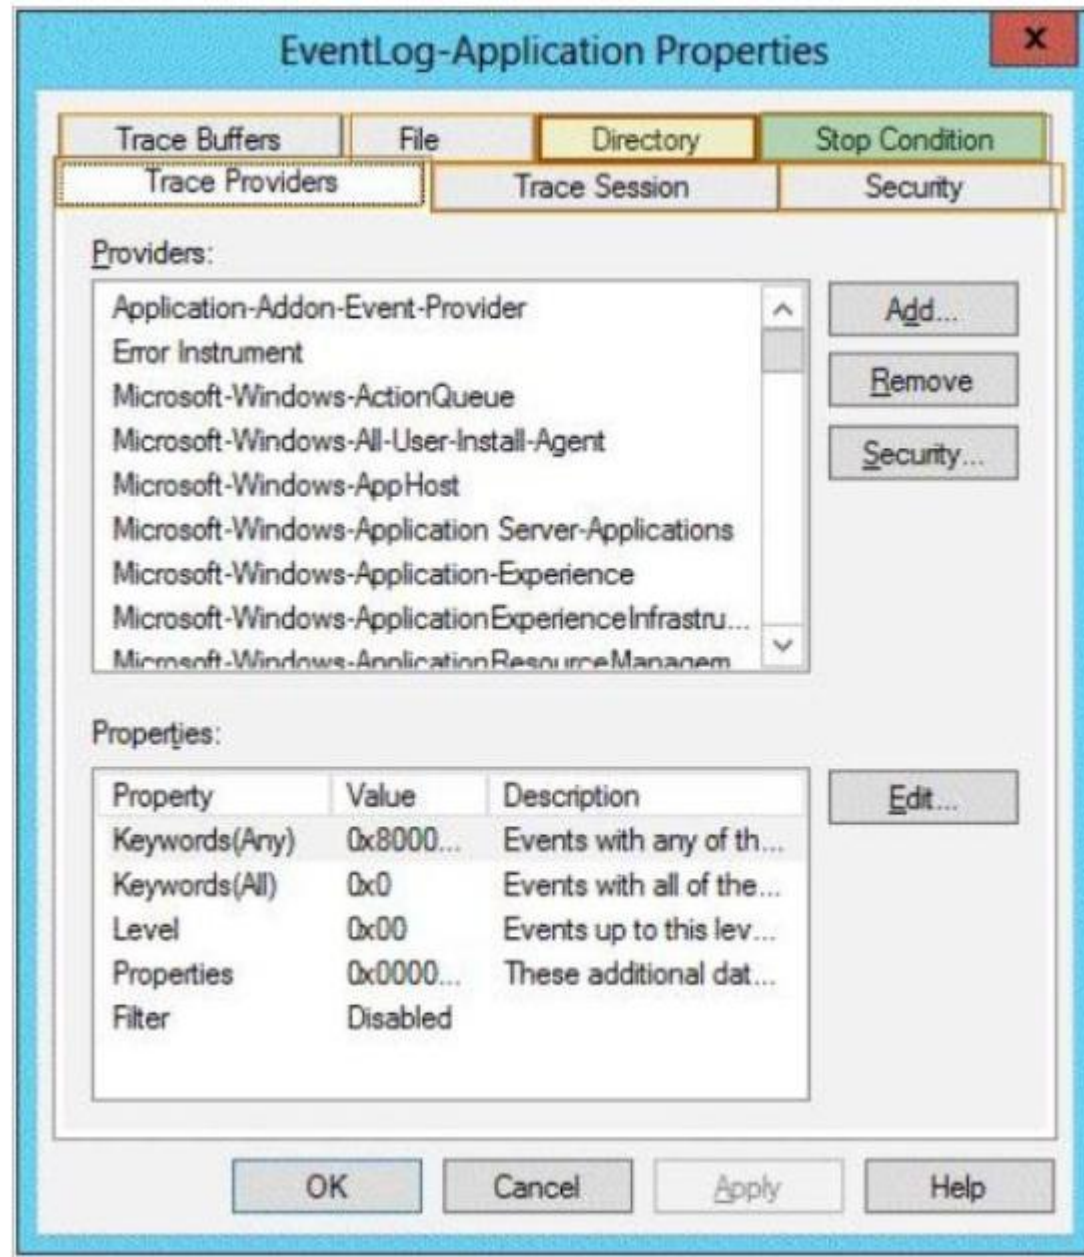 EventLog-Application Properties
x
Trace Buffers File Directory Stop Condition
Trace Providers Trace Session Security
Providers:
Application-Addon-Event-Provider
Error Instrument
Microsoft-Windows-ActionQueue
Microsoft-Windows-All-User-Install-Agent
Microsoft-Windows-AppHost
Microsoft-Windows-Application Server-Applications
Microsoft-Windows-Application-Experience
Microsoft-Windows-ApplicationExperienceInfrastru...
Microsoft-Windows-ApplicationResourceManagem
Add...
Remove
Security...
Properties:
Property Value Description
Keywords(Any) 0x8000... Events with any of th...
Keywords(All) 0x0 Events with all of the...
Level 0x00 Events up to this lev...
Properties 0x0000... These additional dat...
Filter Disabled
Edit...
OK Cancel Apply Help